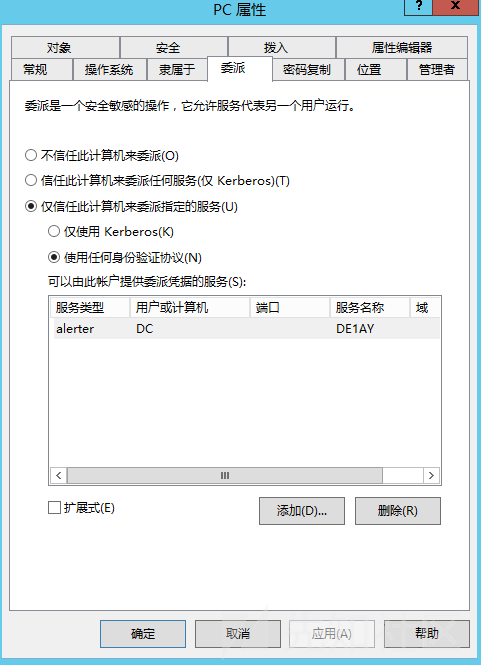 PC 属性
? x
对象 安全 拨入 属性编辑器
常规 操作系统 隶属于 委派 密码复制 位置 管理者
委派是一个安全敏感的操作，它允许服务代表另一个用户运行。
不信任此计算机来委派(O)
信任此计算机来委派任何服务(仅 Kerberos)(T)
仅信任此计算机来委派指定的服务(U)
仅使用 Kerberos(K)
使用任何身份验证协议(N)
可以由此帐户提供委派凭据的服务(S):
服务类型 用户或计算机 端口 服务名称 域
alerter DC DE1AY
扩展式(E) 添加(D)... 删除(R)
确定 取消 应用(A) 帮助